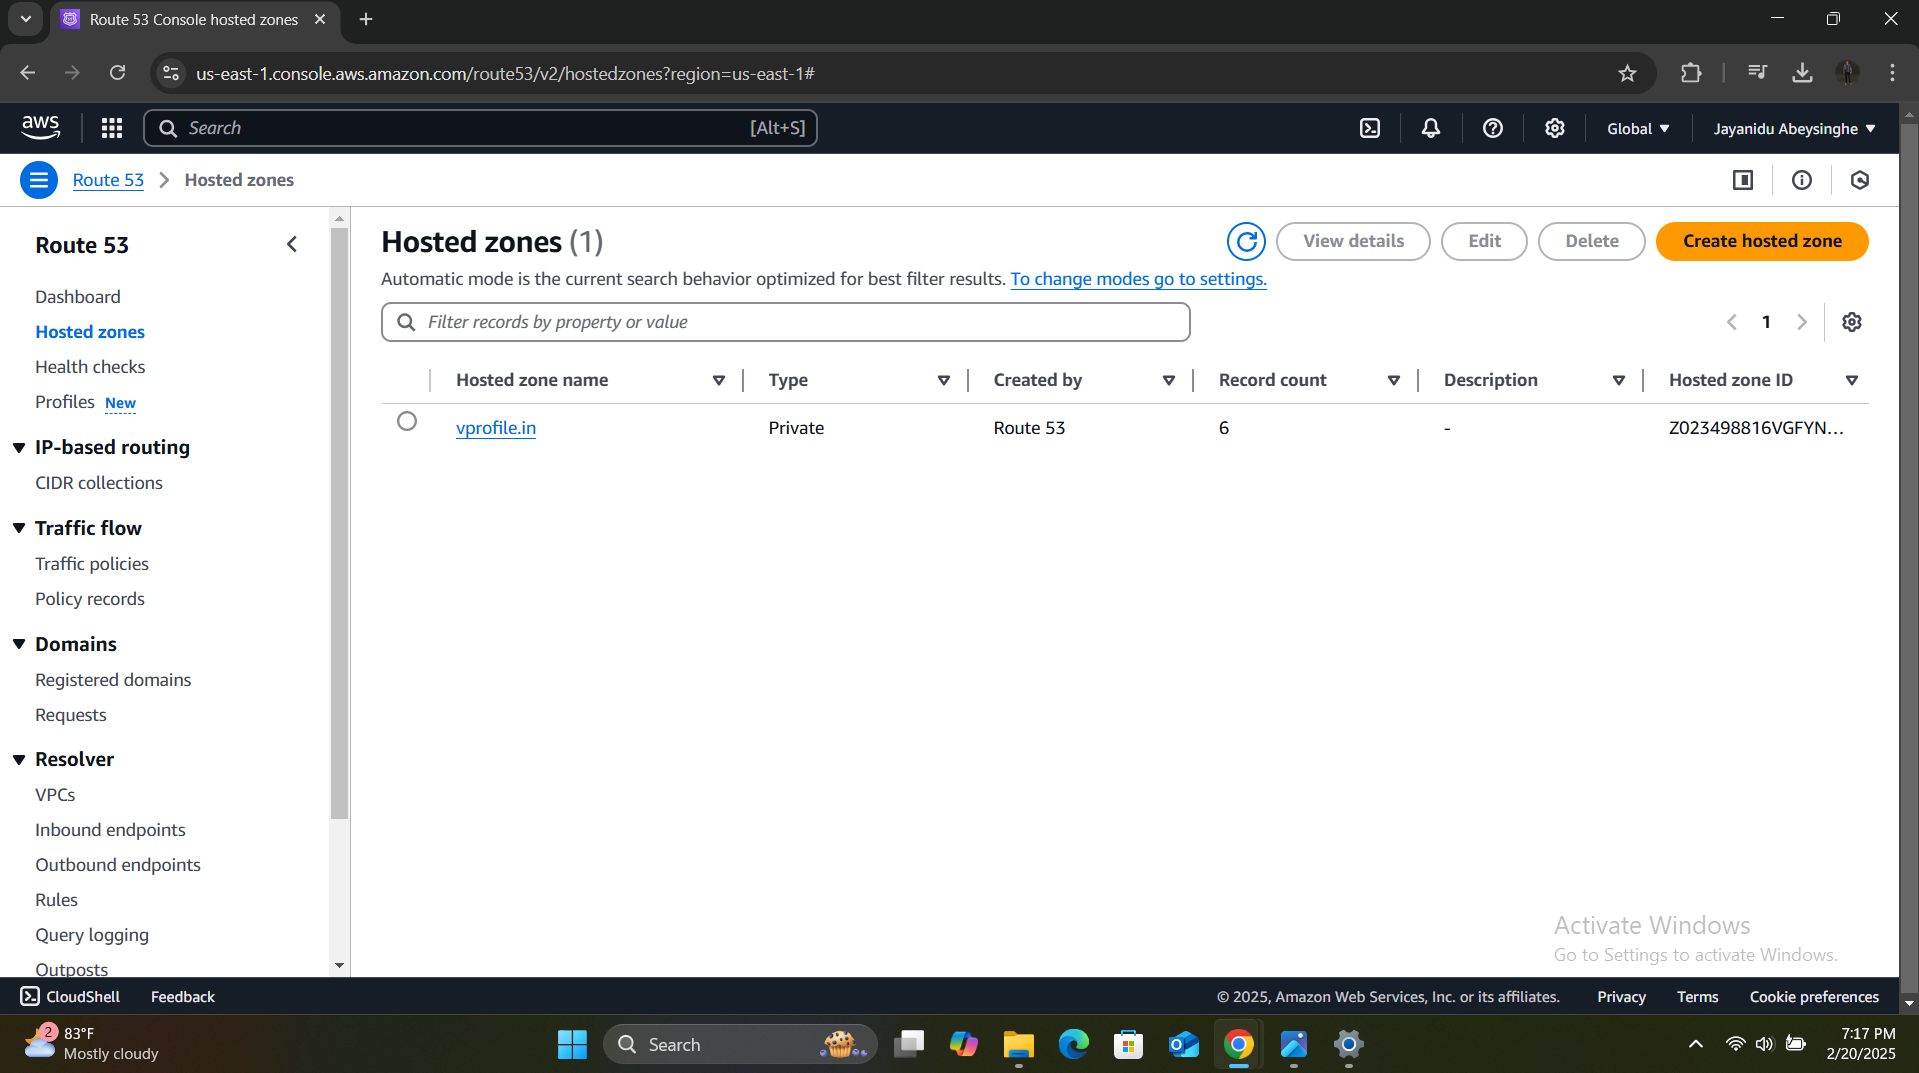 Route 53 Console hosted zones
us-east-1.console.aws.amazon.com/route53/v2/hostedzones?region=us-east-1#
aws
Search [Alt+S]
Global
Jayanidu Abeysinghe
Route 53
Hosted zones
Route 53
Dashboard
Hosted zones
Health checks
Profiles New
IP-based routing
CIDR collections
Traffic flow
Traffic policies
Policy records
Domains
Registered domains
Requests
Resolver
VPCs
Inbound endpoints
Outbound endpoints
Rules
Query logging
Outposts
Hosted zones (1)
View details
Edit
Delete
Create hosted zone
Automatic mode is the current search behavior optimized for best filter results. To change modes go to settings.
Filter records by property or value
1
Hosted zone name Type Created by Record count Description Hosted zone ID
vprofile.in Private Route 53 6 - Z023498816VGFYN...
Activate Windows
Go to Settings to activate Windows.
CloudShell Feedback
© 2025, Amazon Web Services, Inc. or its affiliates. Privacy Terms Cookie preferences
2
83°F
Mostly cloudy
Search
7:17 PM
2/20/2025